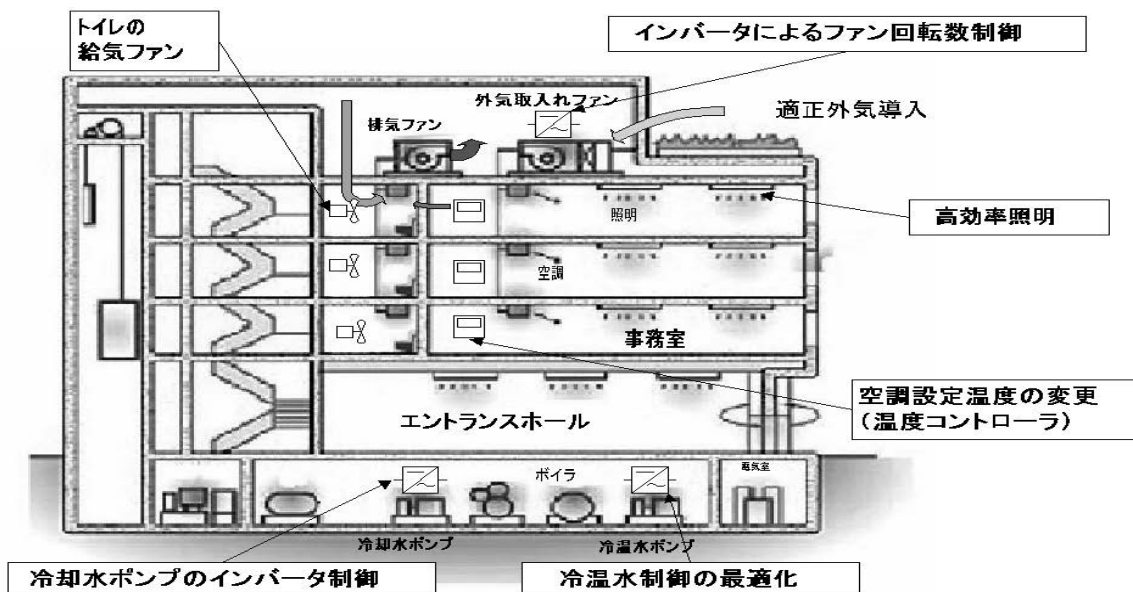 トイレの
給気ファン
インバータによるファン回転数制御
外気取入れファン
適正外気導入
排気ファン
照明
高効率照明
空調
事務室
空調設定温度の変更
（温度コントローラ）
エントランスホール
ボイラ
電気室
冷却水ポンプ
冷温水ポンプ
冷却水ポンプのインバータ制御
冷温水制御の最適化